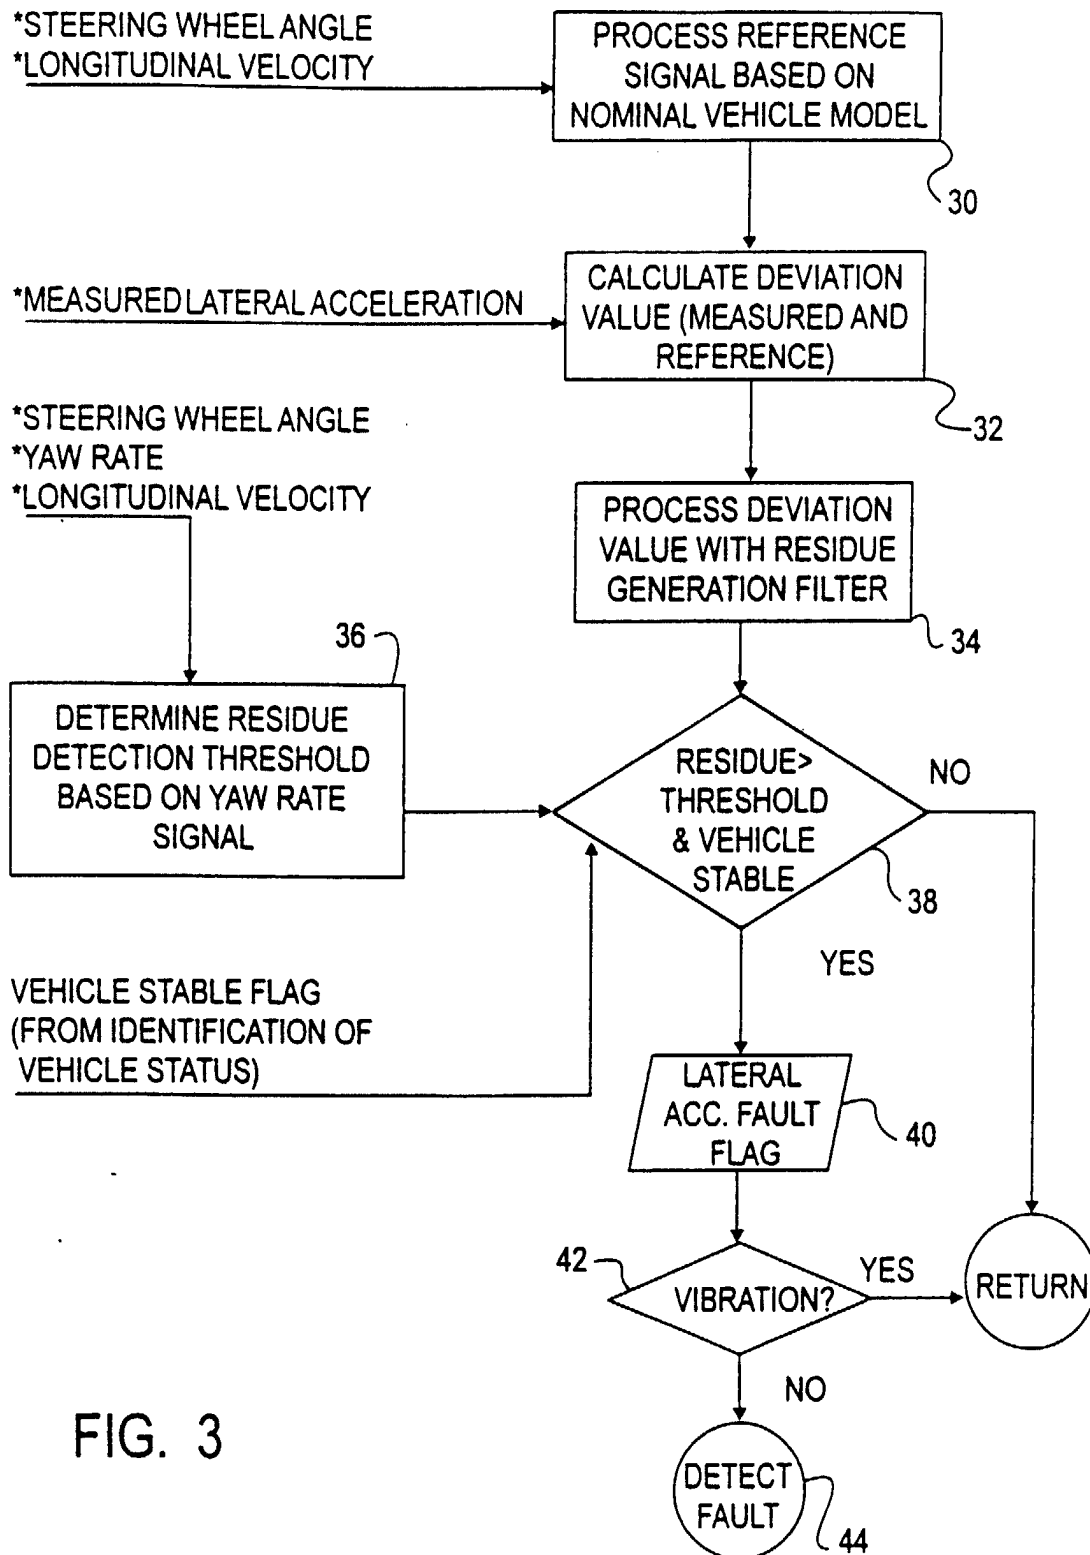 *STEERING WHEEL ANGLE
*LONGITUDINAL VELOCITY
PROCESS REFERENCE
SIGNAL BASED ON
NOMINAL VEHICLE MODEL
30
*MEASURED LATERAL ACCELERATION
CALCULATE DEVIATION
VALUE (MEASURED AND
REFERENCE)
32
*STEERING WHEEL ANGLE
*YAW RATE
*LONGITUDINAL VELOCITY
PROCESS DEVIATION
VALUE WITH RESIDUE
GENERATION FILTER
34
36
DETERMINE RESIDUE
DETECTION THRESHOLD
BASED ON YAW RATE
SIGNAL
RESIDUE>
THRESHOLD
& VEHICLE
STABLE
NO
38
YES
VEHICLE STABLE FLAG
(FROM IDENTIFICATION OF
VEHICLE STATUS)
LATERAL
ACC. FAULT
FLAG
40
42
VIBRATION?
YES
RETURN
NO
FIG. 3
DETECT
FAULT
44